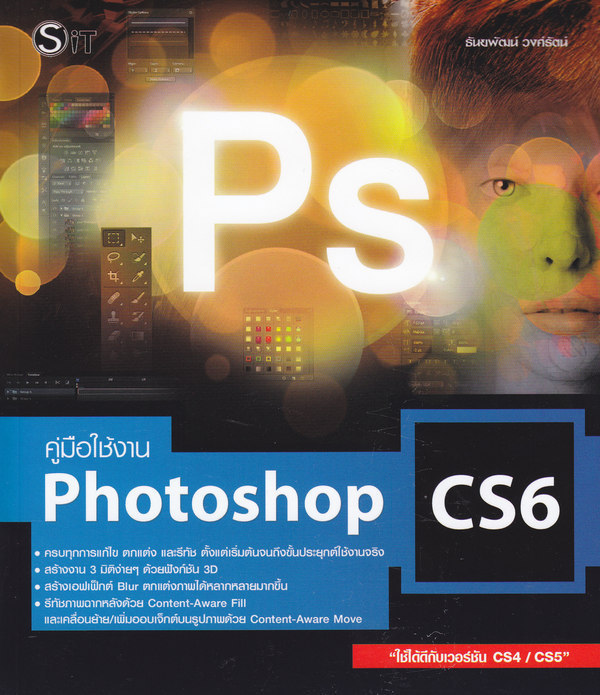 SiT
ธันยพัฒน์ วงศ์รัตน์
Ps
คู่มือใช้งาน
Photoshop CS6
• ครบทุกการแก้ไข ตกแต่ง และรีทัช ตั้งแต่เริ่มต้นจนถึงขั้นประยุกต์ใช้งานจริง
• สร้างงาน 3 มิติง่ายๆ ด้วยฟังก์ชัน 3D
• สร้างเอฟเฟ็กต์ Blur ตกแต่งภาพได้หลากหลายมากขึ้น
• รีทัชภาพฉากหลังด้วย Content-Aware Fill
และเคลื่อนย้าย/เพิ่มออบเจ็กต์บนรูปภาพด้วย Content-Aware Move
“ใช้ได้ดีกับเวอร์ชัน CS4 / CS5”